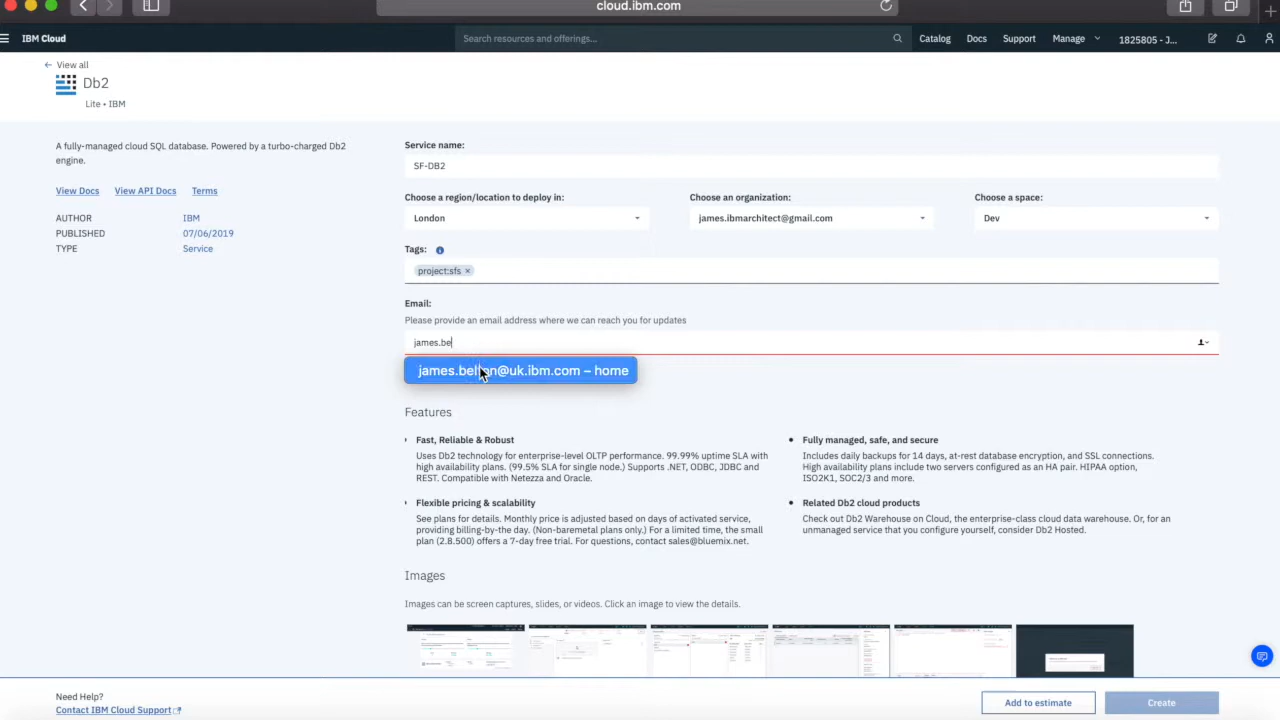 cloud.ibm.com
IBM Cloud
Search resources and offerings...
Catalog
Docs
Support
Manage
1825805 - J...
View all
Db2
Lite • IBM
A fully-managed cloud SQL database. Powered by a turbo-charged Db2
engine.
View Docs
View API Docs
Terms
AUTHOR IBM
PUBLISHED 07/06/2019
TYPE Service
Service name:
SF-DB2
Choose a region/location to deploy in:
London
Choose an organization:
james.ibmarchitect@gmail.com
Choose a space:
Dev
Tags:
project:sfs ×
Email:
Please provide an email address where we can reach you for updates
james.be
james.belton@uk.ibm.com – home
Features
Fast, Reliable & Robust
Uses Db2 technology for enterprise-level OLTP performance. 99.99% uptime SLA with
high availability plans. (99.5% SLA for single node.) Supports .NET, ODBC, JDBC and
REST. Compatible with Netezza and Oracle.
Flexible pricing & scalability
See plans for details. Monthly price is adjusted based on days of activated service,
providing billing-by-the day. (Non-baremetal plans only.) For a limited time, the small
plan (2.8.500) offers a 7-day free trial. For questions, contact sales@bluemix.net.
Fully managed, safe, and secure
Includes daily backups for 14 days, at-rest database encryption, and SSL connections.
High availability plans include two servers configured as an HA pair. HIPAA option,
ISO2K1, SOC2/3 and more.
Related Db2 cloud products
Check out Db2 Warehouse on Cloud, the enterprise-class cloud data warehouse. Or, for an
unmanaged service that you configure yourself, consider Db2 Hosted.
Images
Images can be screen captures, slides, or videos. Click an image to view the details.
Need Help?
Contact IBM Cloud Support
Add to estimate
Create